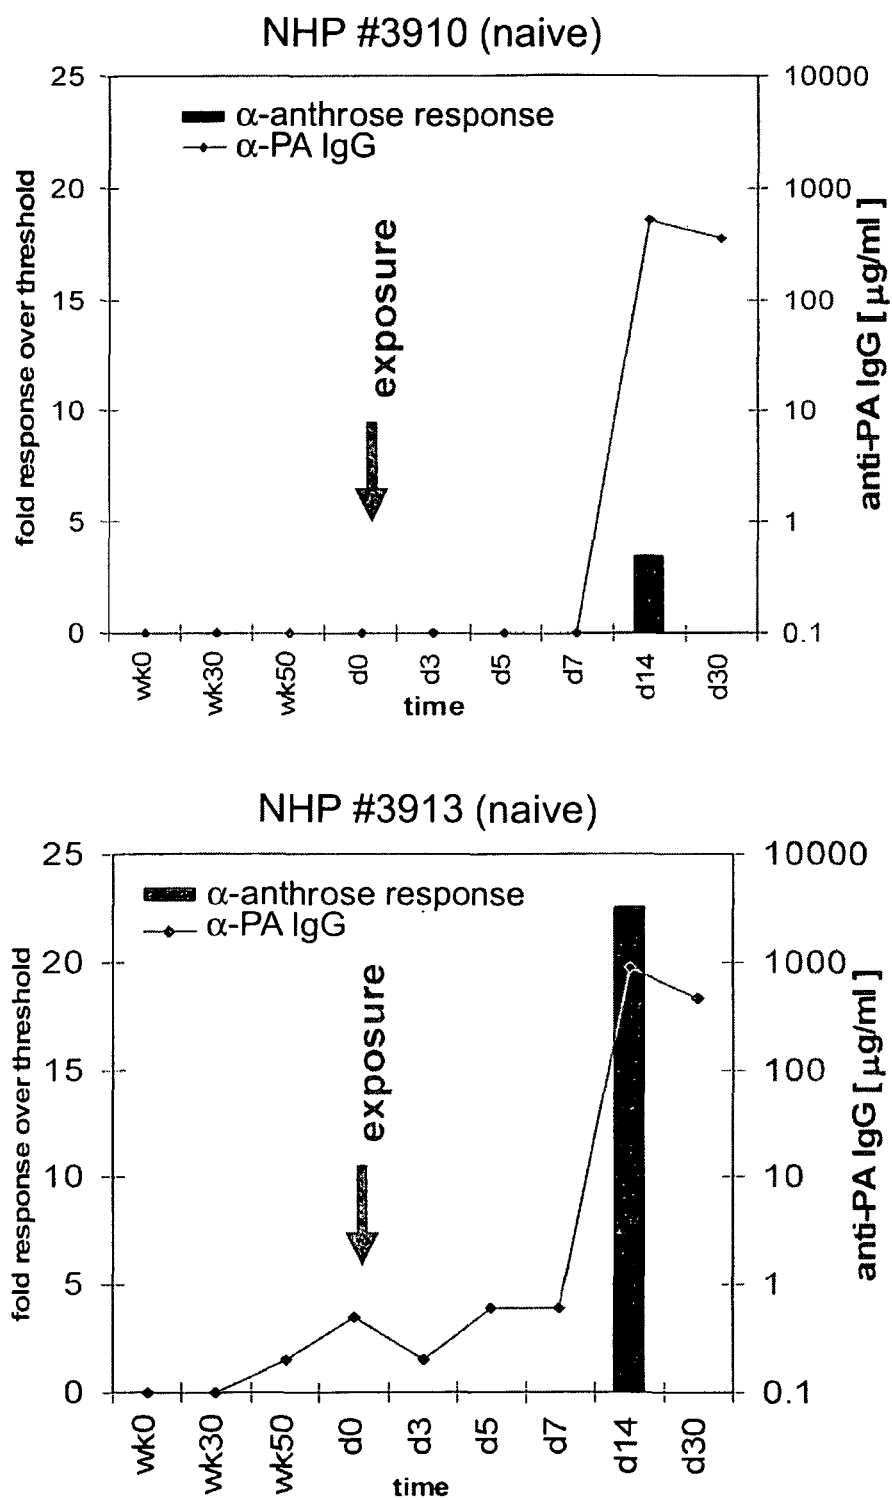 NHP #3910 (naive)
25
20
15
10
5
0
fold response over threshold
α-anthrose response
α-PA IgG
exposure
10000
1000
100
10
1
0.1
anti-PA IgG [ μg/ml ]
wk0
wk30
wk50
d0
d3
d5
d7
d14
d30
time
NHP #3913 (naive)
25
20
15
10
5
0
fold response over threshold
α-anthrose response
α-PA IgG
exposure
10000
1000
100
10
1
0.1
anti-PA IgG [ μg/ml ]
wk0
wk30
wk50
d0
d3
d5
d7
d14
d30
time